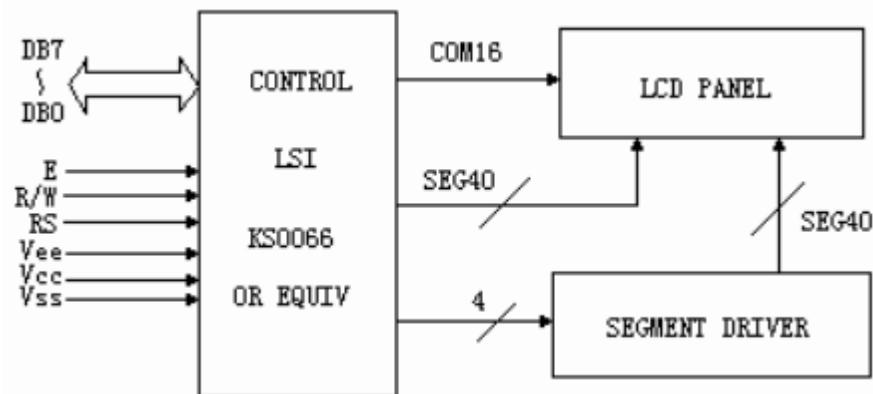 DB7
DB0
E
R/W
RS
Vee
Vcc
Vss
CONTROL
LSI
KS0066
OR EQUIV
COM16
SEG40
4
LCD PANEL
SEG40
SEGMENT DRIVER